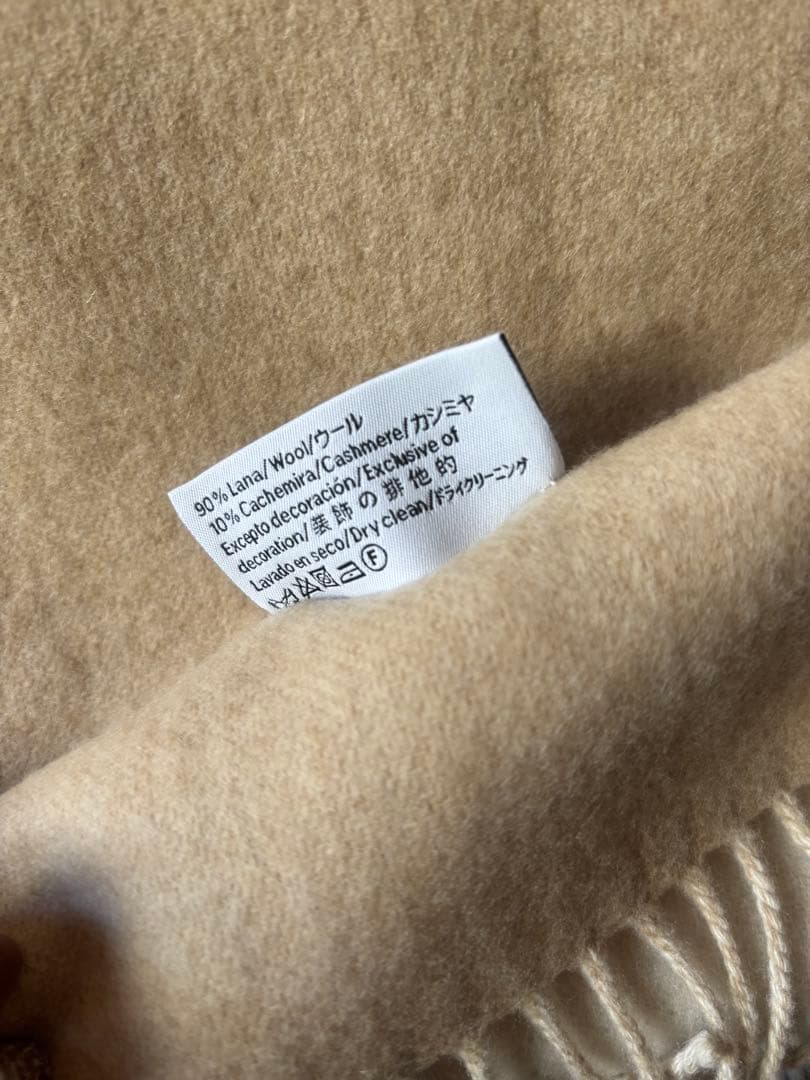 90% Lana/Wool/ウール
10% Cachemira/Cashmere/カシミヤ
Excepto decoración/Exclusive of
decoration/装飾の排他的
Lavado en seco/Dry clean/ドライクリーニング
F